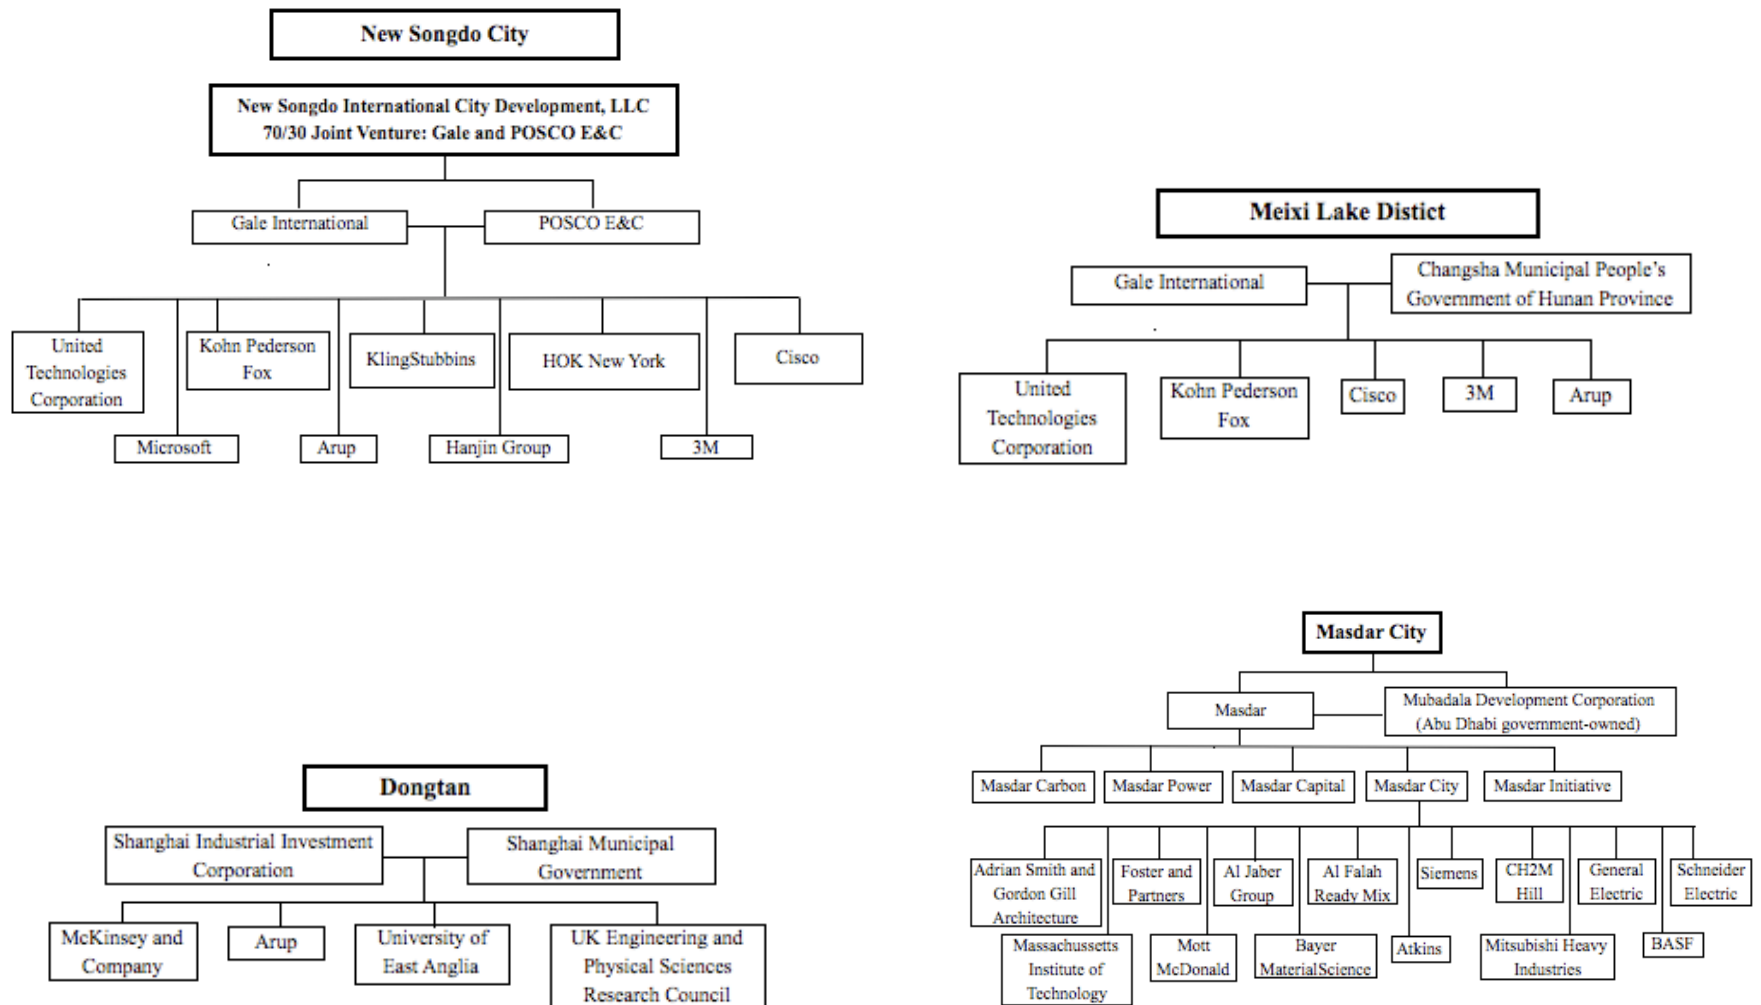 New Songdo City
New Songdo International City Development, LLC
70/30 Joint Venture: Gale and POSCO E&C
Gale International
POSCO E&C
United
Technologies
Corporation
Kohn Pederson
Fox
KlingStubbins
HOK New York
Cisco
Microsoft
Arup
Hanjin Group
3M
Meixi Lake Distict
Gale International
Changsha Municipal People's
Government of Hunan Province
United
Technologies
Corporation
Kohn Pederson
Fox
Cisco
3M
Arup
Dongtan
Shanghai Industrial Investment
Corporation
Shanghai Municipal
Government
McKinsey and
Company
Arup
University of
East Anglia
UK Engineering and
Physical Sciences
Research Council
Masdar City
Masdar
Mubadala Development Corporation
(Abu Dhabi government-owned)
Masdar Carbon
Masdar Power
Masdar Capital
Masdar City
Masdar Initiative
Adrian Smith and
Gordon Gill
Architecture
Foster and
Partners
Al Jaber
Group
Al Falah
Ready Mix
Siemens
CH2M
Hill
General
Electric
Schneider
Electric
Massachussetts
Institute of
Technology
Mott
McDonald
Bayer
MaterialScience
Atkins
Mitsubishi Heavy
Industries
BASF